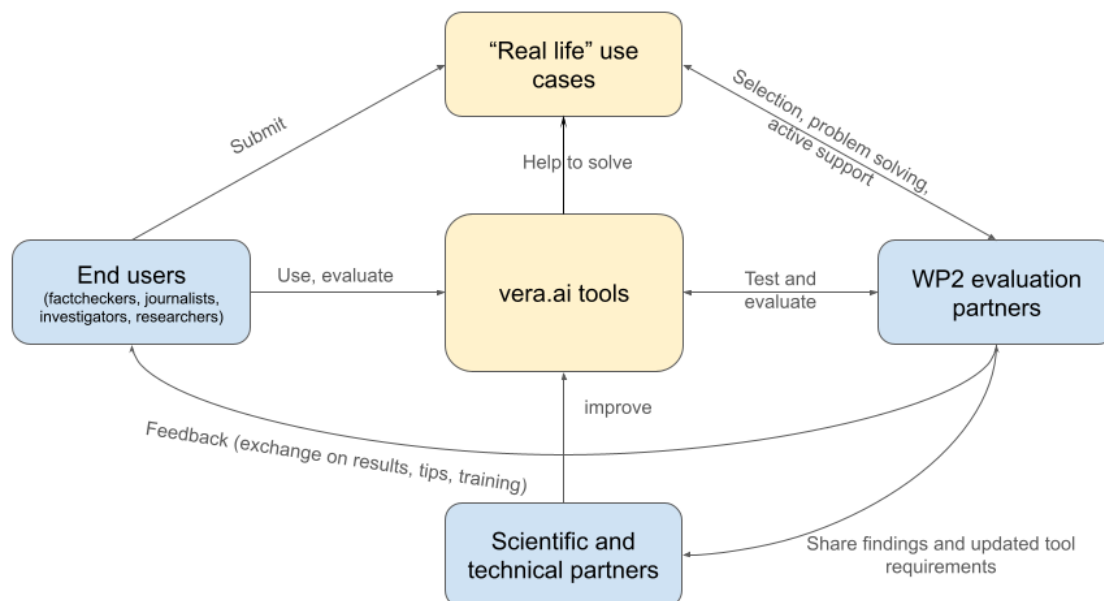 “Real life” use
cases
Submit
Selection, problem solving,
active support
Help to solve
End users
(factcheckers, journalists,
investigators, researchers)
Use, evaluate
vera.ai tools
Test and
evaluate
WP2 evaluation
partners
improve
Feedback (exchange on results, tips, training)
Scientific and
technical partners
Share findings and updated tool
requirements